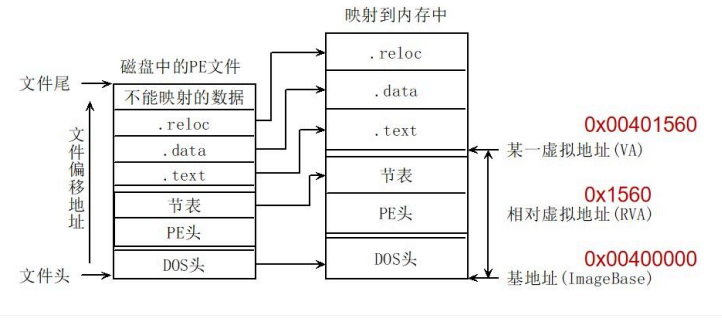 映射到内存中
磁盘中的PE文件
文件尾
不能映射的数据
.reloc
.data
.text
节表
PE头
DOS头
文件偏移地址
文件头
.reloc
.data
.text
节表
PE头
DOS头
0x00401560
某一虚拟地址(VA)
0x1560
相对虚拟地址(RVA)
0x00400000
基地址(ImageBase)